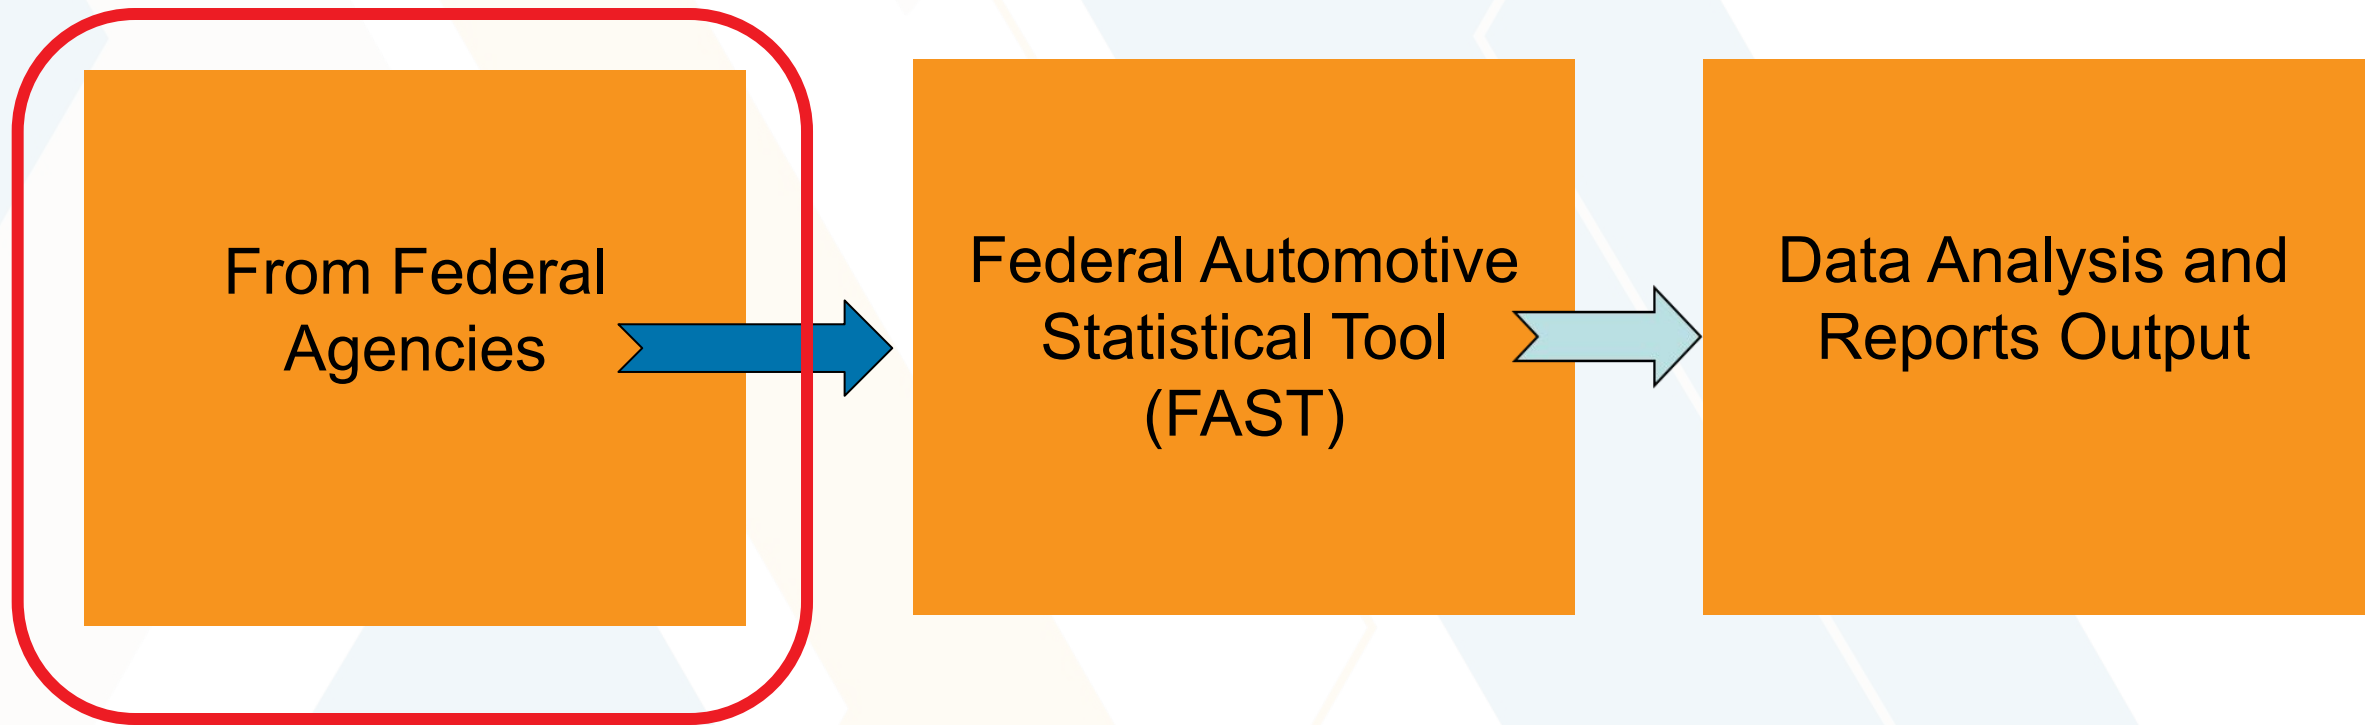 From Federal
Agencies
Federal Automotive
Statistical Tool
(FAST)
Data Analysis and
Reports Output